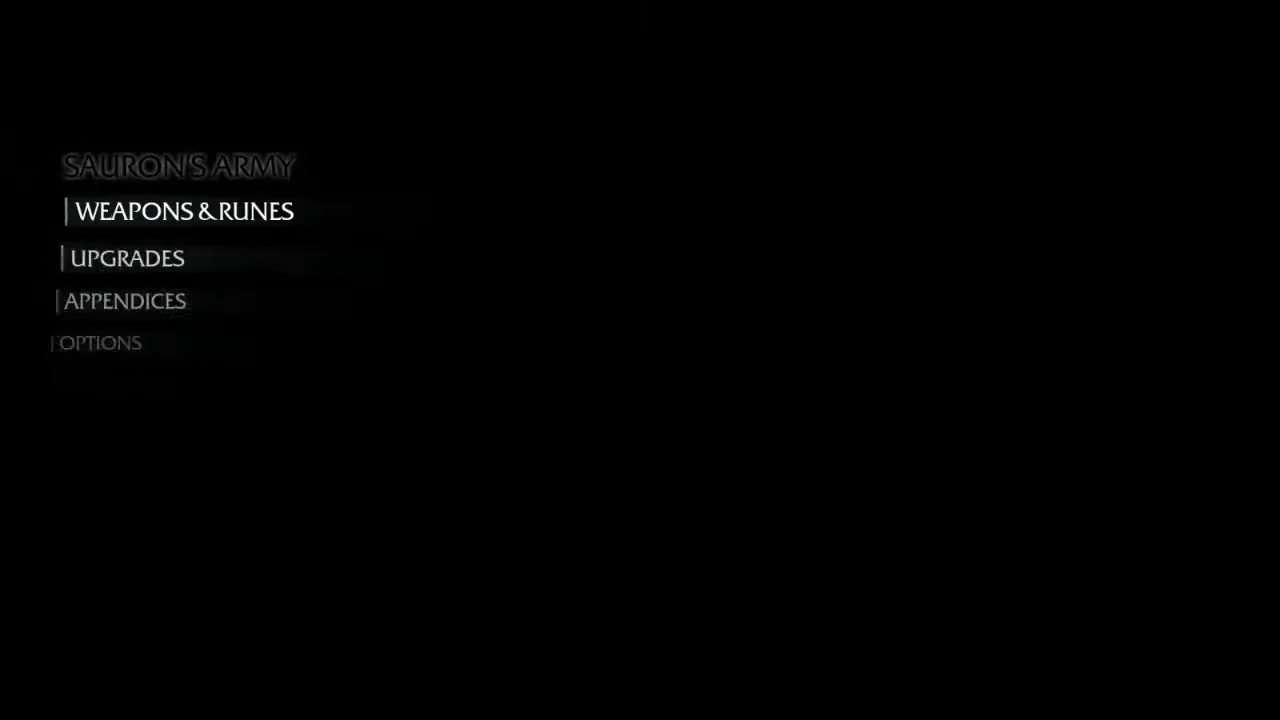 SAURON'S ARMY
WEAPONS & RUNES
UPGRADES
APPENDICES
OPTIONS